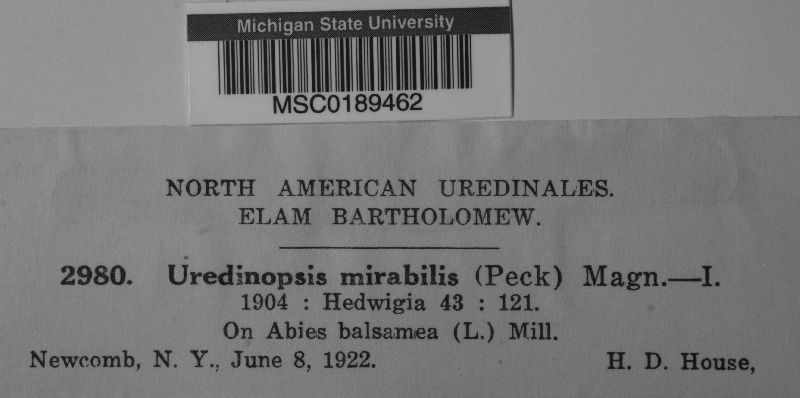 Michigan State University
MSC0189462
NORTH AMERICAN UREDINALES.
ELAM BARTHOLOMEW.
2980. Uredinopsis mirabilis (Peck) Magn.—I.
1904 : Hedwigia 43 : 121.
On Abies balsamea (L.) Mill.
Newcomb, N. Y., June 8, 1922. H. D. House,